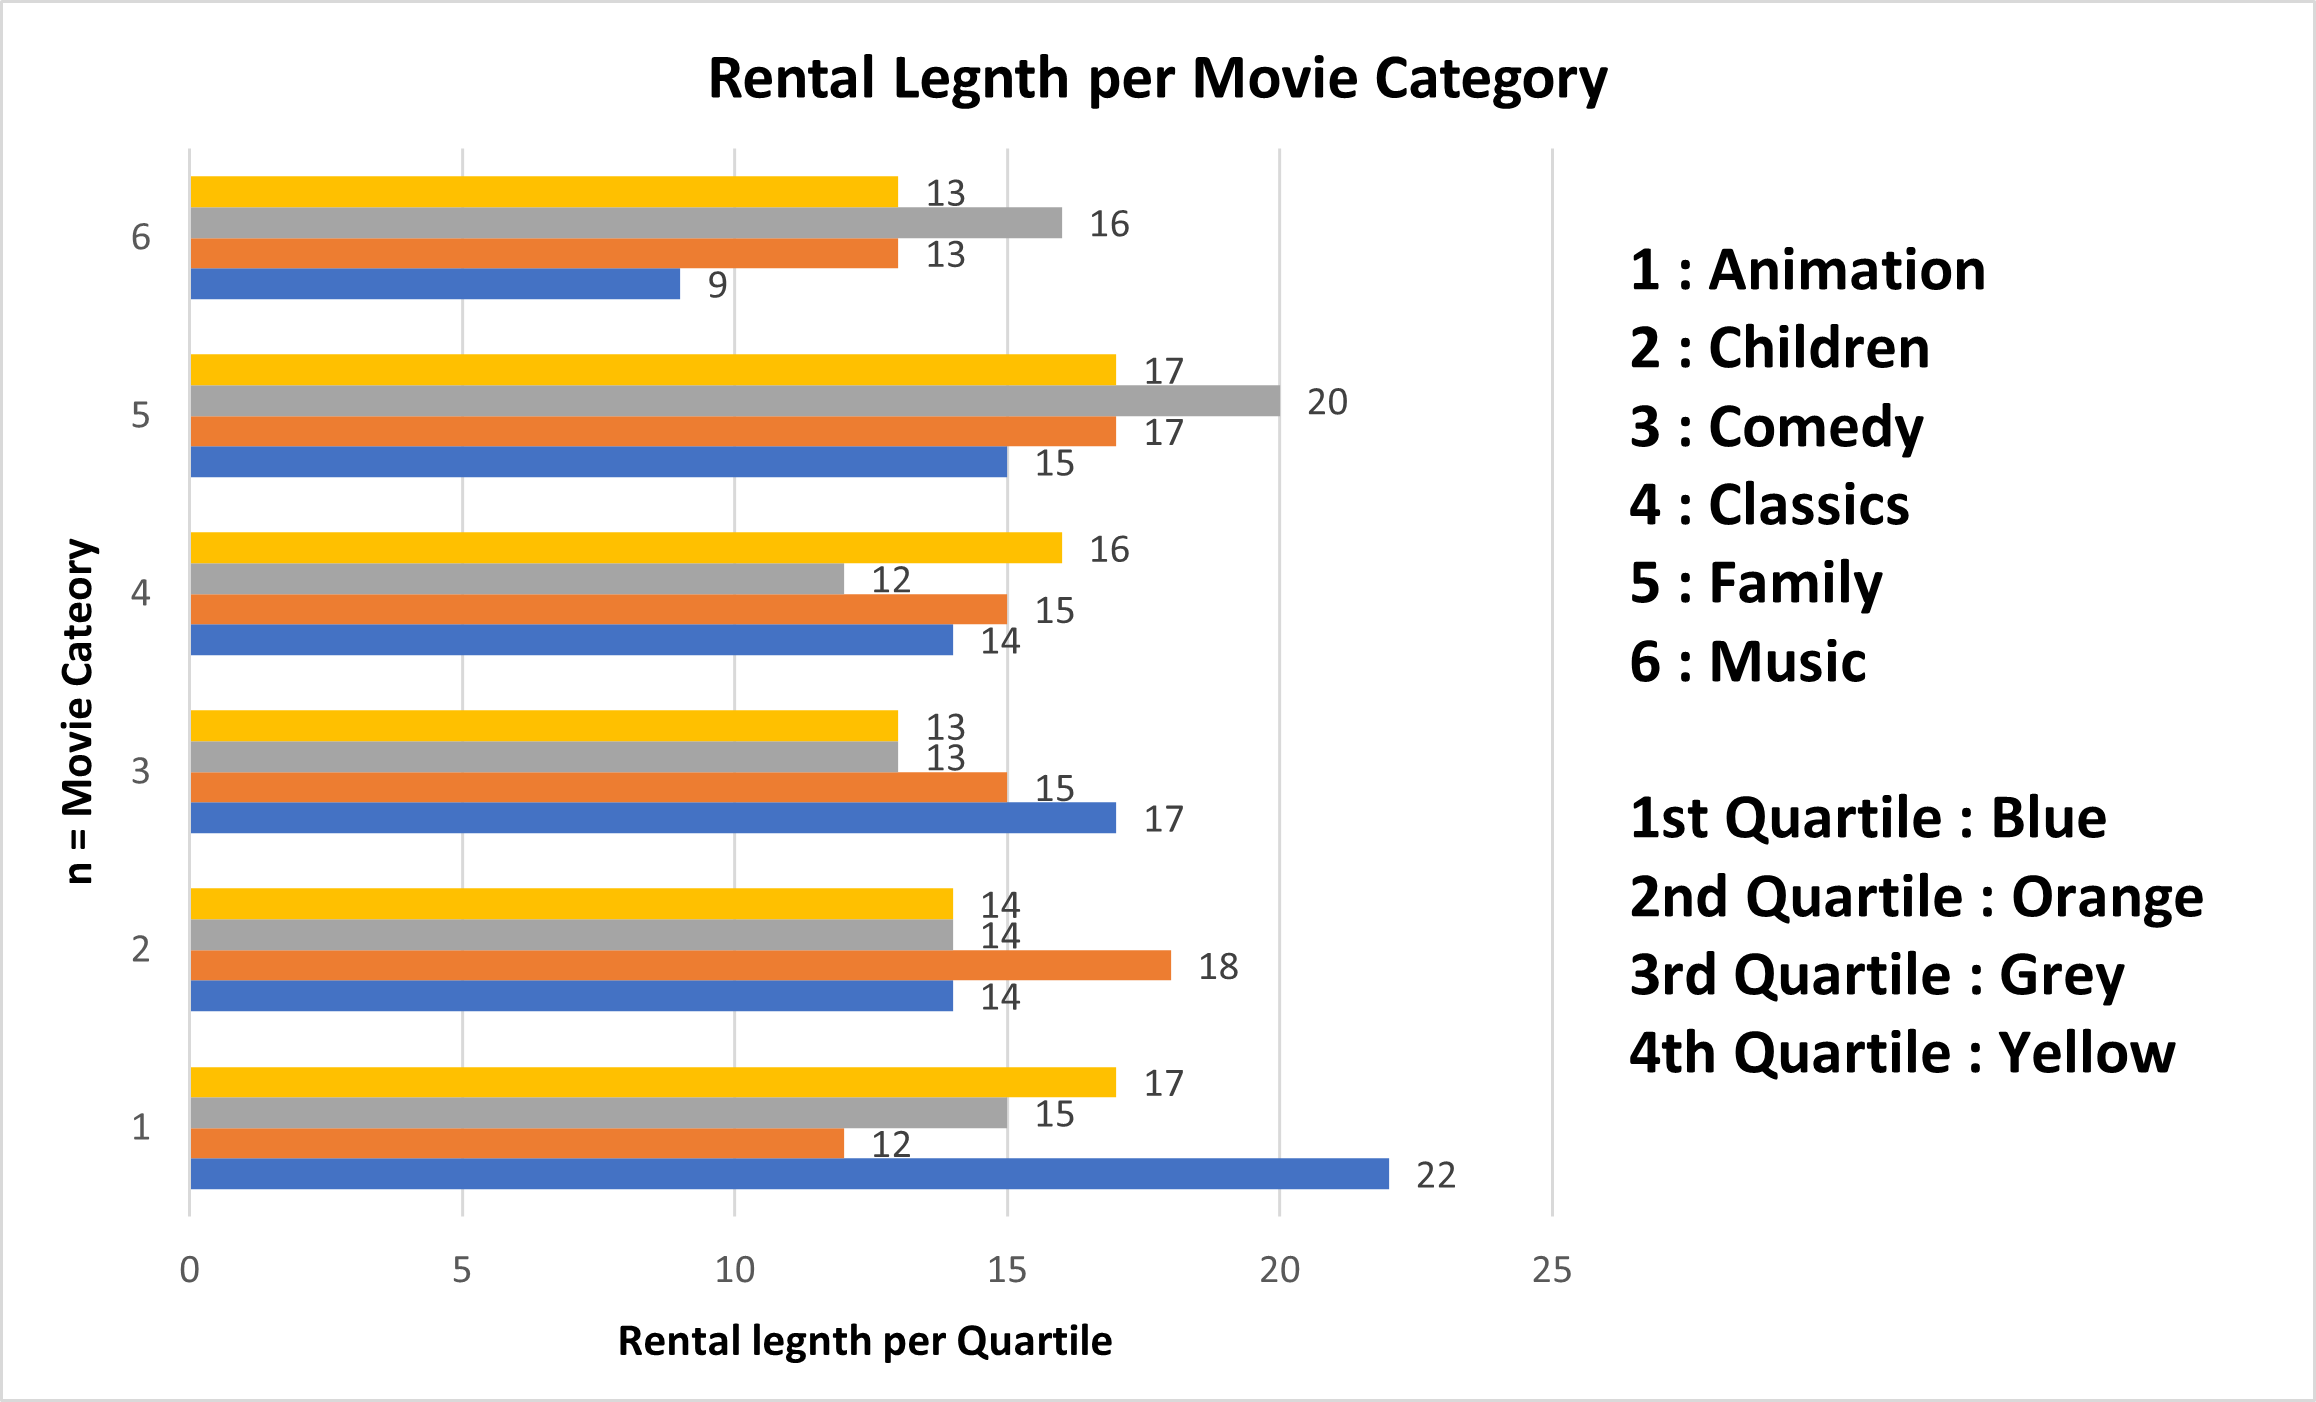 Rental Legnth per Movie Category
6
13
16
13
9
5
17
20
17
15
4
16
12
15
14
3
13
13
15
17
2
14
14
18
14
1
17
15
12
22
0 5 10 15 20 25
Rental legnth per Quartile
n = Movie Cateory
1 : Animation
2 : Children
3 : Comedy
4 : Classics
5 : Family
6 : Music
1st Quartile : Blue
2nd Quartile : Orange
3rd Quartile : Grey
4th Quartile : Yellow